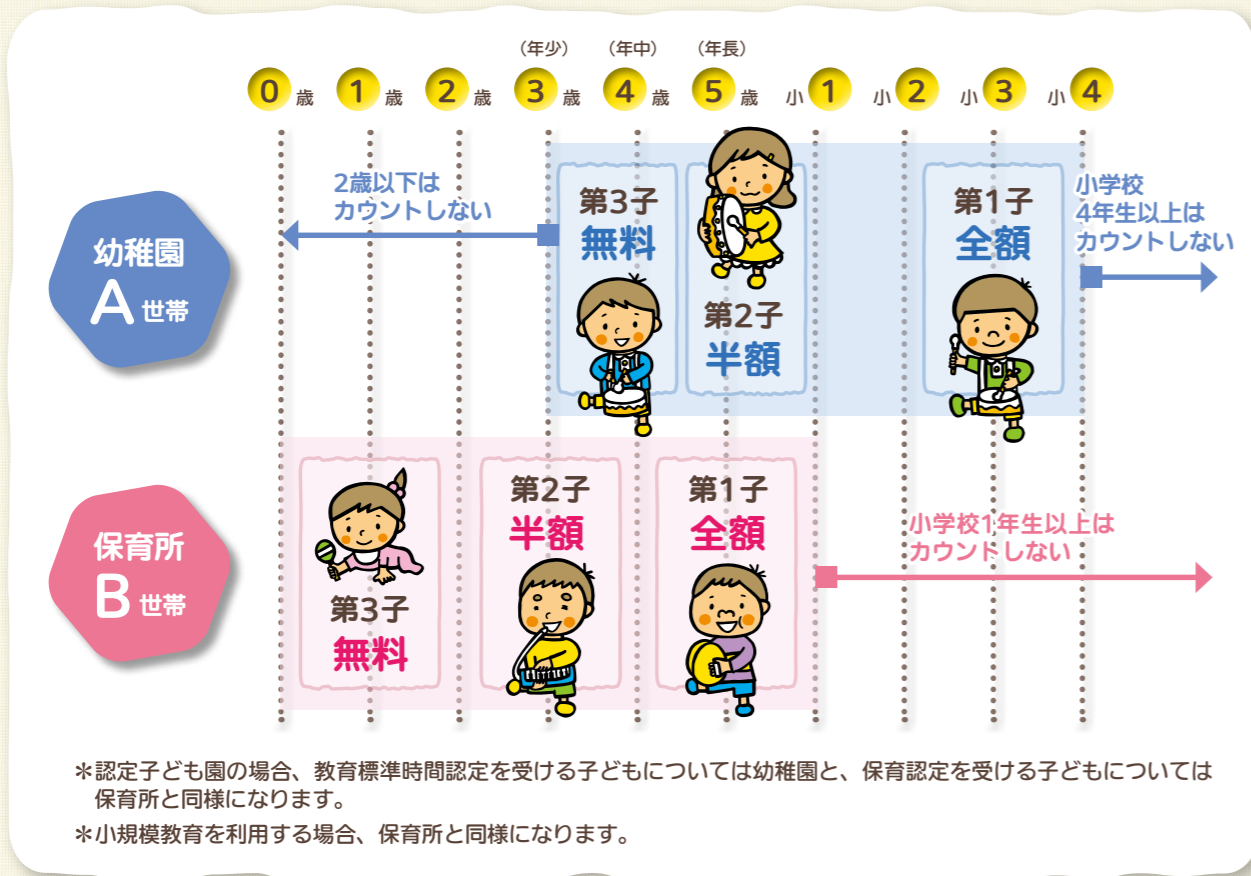 （年少）　（年中）　（年長）
0歳 1歳 2歳 3歳 4歳 5歳 小1 小2 小3 小4
幼稚園
A世帯
2歳以下は
カウントしない
第3子
無料
第2子
半額
第1子
全額
小学校
4年生以上は
カウントしない
保育所
B世帯
第3子
無料
第2子
半額
第1子
全額
小学校1年生以上は
カウントしない
＊認定子ども園の場合、教育標準時間認定を受ける子どもについては幼稚園と、保育認定を受ける子どもについては
保育所と同様になります。
＊小規模教育を利用する場合、保育所と同様になります。